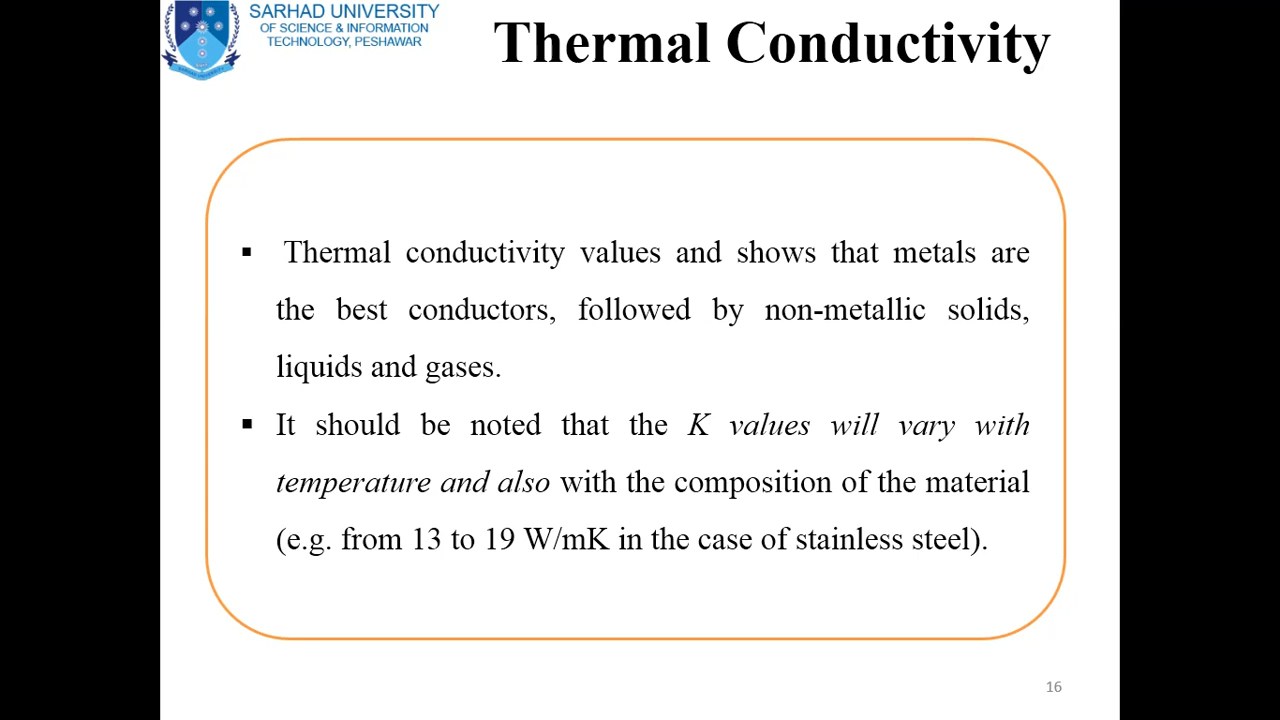 SARHAD UNIVERSITY
OF SCIENCE & INFORMATION
TECHNOLOGY, PESHAWAR
Thermal Conductivity
▪ Thermal conductivity values and shows that metals are
the best conductors, followed by non-metallic solids,
liquids and gases.
▪ It should be noted that the K values will vary with
temperature and also with the composition of the material
(e.g. from 13 to 19 W/mK in the case of stainless steel).
16